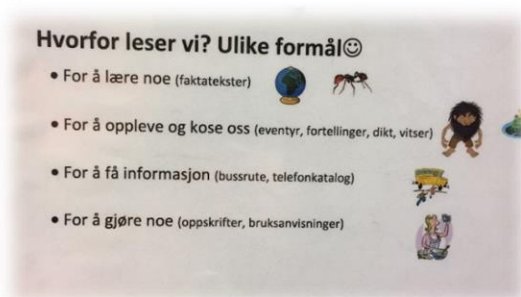 Hvorfor leser vi? Ulike formål☺
• For å lære noe (faktatekster)
• For å oppleve og kose oss (eventyr, fortellinger, dikt, vitser)
• For å få informasjon (bussrute, telefonkatalog)
• For å gjøre noe (oppskrifter, bruksanvisninger)